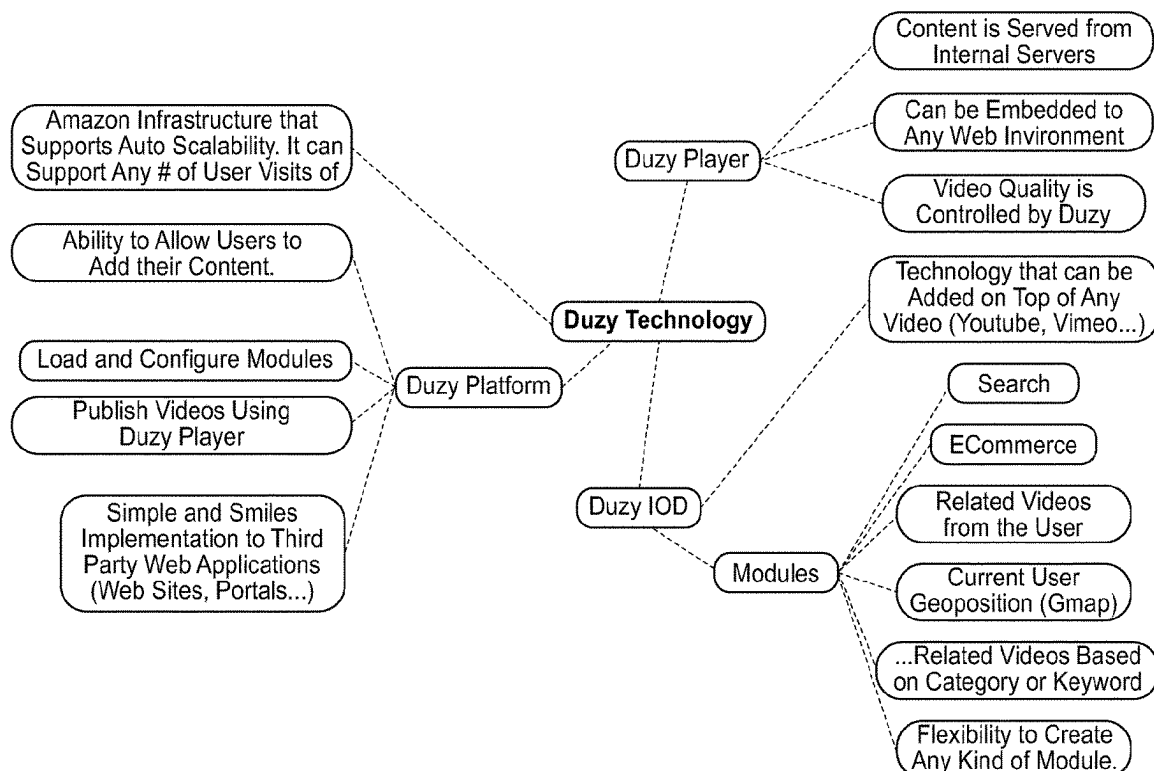 Content is Served from
Internal Servers
Amazon Infrastructure that
Supports Auto Scalability. It can
Support Any # of User Visits of
Can be Embedded to
Any Web Invironment
Duzy Player
Video Quality is
Controlled by Duzy
Ability to Allow Users to
Add their Content.
Technology that can be
Added on Top of Any
Video (Youtube, Vimeo...)
Duzy Technology
Load and Configure Modules
Duzy Platform
Search
Publish Videos Using
Duzy Player
ECommerce
Duzy IOD
Related Videos
from the User
Simple and Smiles
Implementation to Third
Party Web Applications
(Web Sites, Portals...)
Modules
Current User
Geoposition (Gmap)
...Related Videos Based
on Category or Keyword
Flexibility to Create
Any Kind of Module.